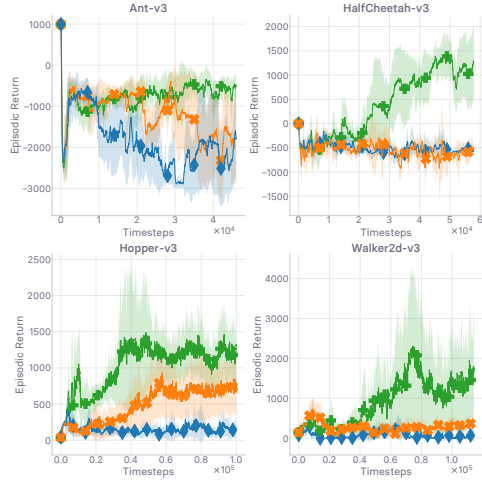 Ant-v3
1000
0
−1000
−2000
−3000
Episodic Return
0 1 2 3 4
Timesteps
×10⁴
HalfCheetah-v3
2000
1500
1000
500
0
−500
−1000
−1500
Episodic Return
0 1 2 3 4 5 6
Timesteps
×10⁴
Hopper-v3
2500
2000
1500
1000
500
0
Episodic Return
0.0 0.2 0.4 0.6 0.8 1.0
Timesteps
×10⁵
Walker2d-v3
4000
3000
2000
1000
0
Episodic Return
0.0 0.2 0.4 0.6 0.8 1.0
Timesteps
×10⁵